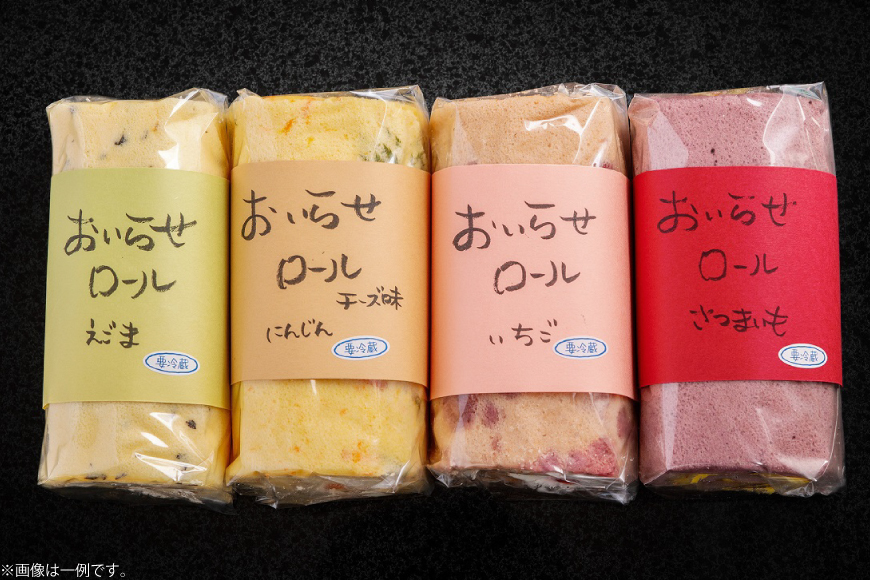 おいらせ
ロール
えごま
要冷蔵
おいらせ
ロール
チーズ味
にんじん
要冷蔵
おいらせ
ロール
いちご
要冷蔵
おいらせ
ロール
さつまいも
要冷蔵
※画像は一例です。